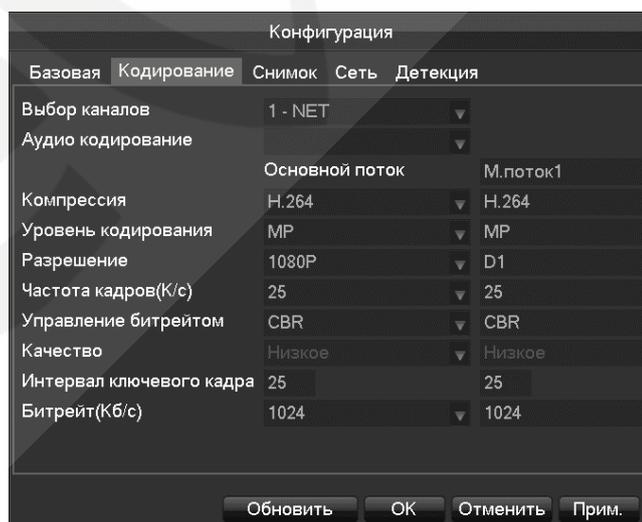 Конфигурация
Базовая Кодирование Снимок Сеть Детекция
Выбор каналов 1 - NET
Аудио кодирование
Основной поток М.поток1
Компрессия H.264 H.264
Уровень кодирования MP MP
Разрешение 1080P D1
Частота кадров(К/с) 25 25
Управление битрейтом CBR CBR
Качество Низкое Низкое
Интервал ключевого кадра 25 25
Битрейт(Кб/с) 1024 1024
Обновить OK Отменить Прим.